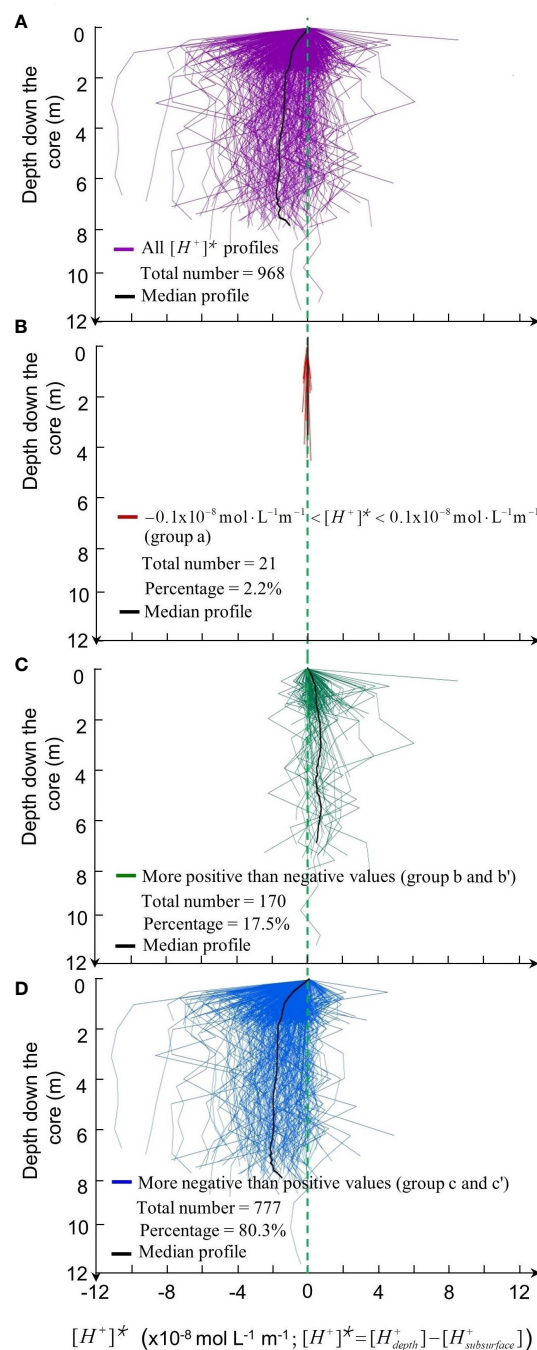 A
Depth down the
core (m)
0
2
4
6
8
10
12
All [H⁺]* profiles
Total number = 968
Median profile
B
Depth down the
core (m)
0
2
4
6
8
10
12
−0.1x10⁻⁸ mol·L⁻¹m⁻¹ < [H⁺]* < 0.1x10⁻⁸ mol·L⁻¹m⁻¹
(group a)
Total number = 21
Percentage = 2.2%
Median profile
C
Depth down the
core (m)
0
2
4
6
8
10
12
More positive than negative values (group b and b')
Total number = 170
Percentage = 17.5%
Median profile
D
Depth down the
core (m)
0
2
4
6
8
10
12
More negative than positive values (group c and c')
Total number = 777
Percentage = 80.3%
Median profile
-12 -8 -4 0 4 8 12
[H⁺]* (x10⁻⁸ mol L⁻¹ m⁻¹; [H⁺]*=[H⁺depth]−[H⁺subsurface])